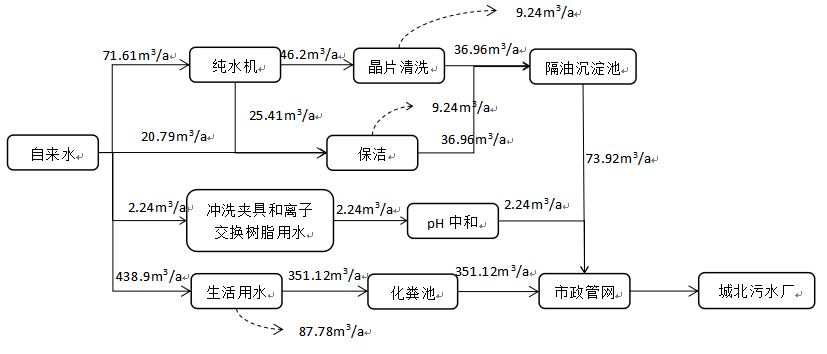 9.24m³/a
71.61m³/a
46.2m³/a
36.96m³/a
纯水机
晶片清洗
隔油沉淀池
25.41m³/a
9.24m³/a
20.79m³/a
36.96m³/a
自来水
保洁
73.92m³/a
2.24m³/a
冲洗夹具和离子
交换树脂用水
2.24m³/a
pH 中和
2.24m³/a
438.9m³/a
351.12m³/a
351.12m³/a
生活用水
化粪池
市政管网
城北污水厂
87.78m³/a